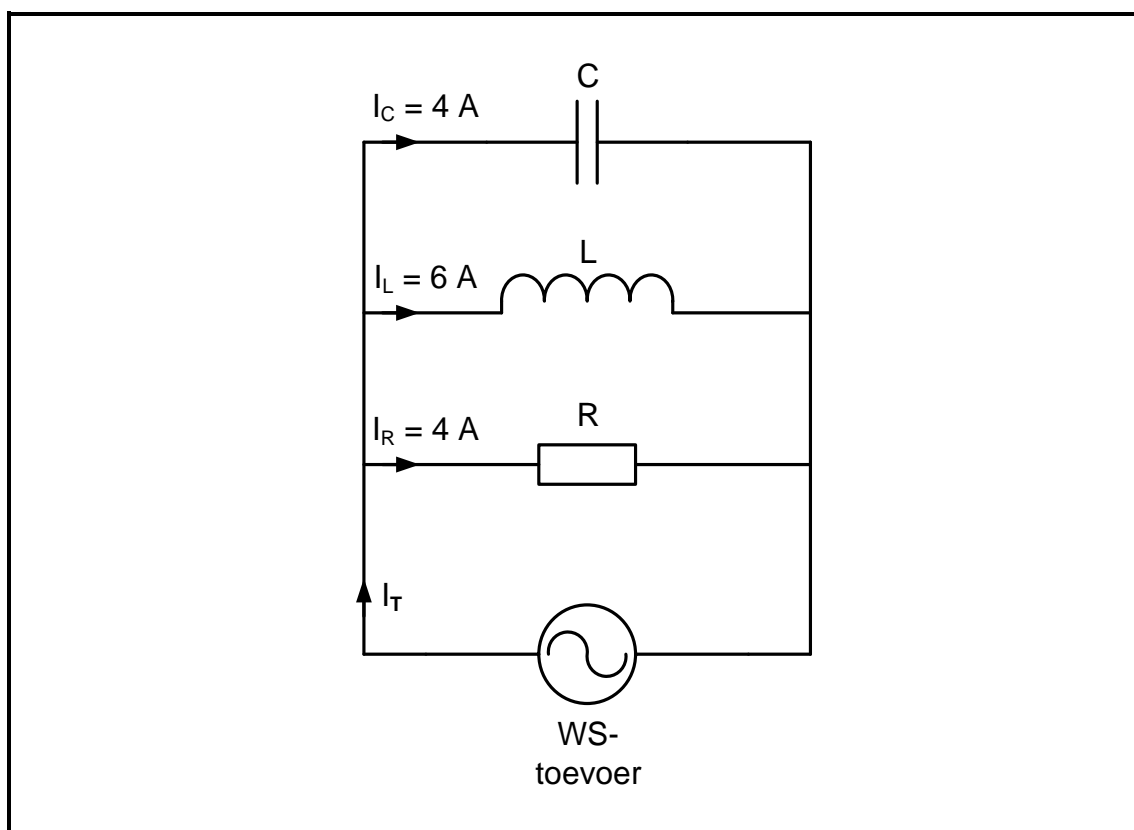 C
I_C = 4 A
L
I_L = 6 A
R
I_R = 4 A
I_T
WS-
toevoer